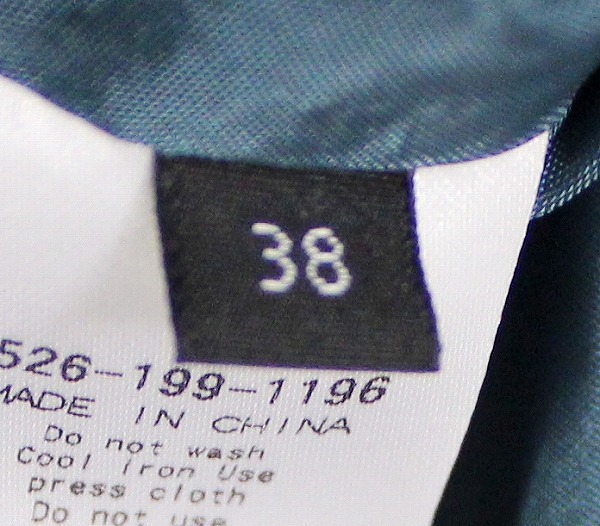 38
526-199-1196
MADE IN CHINA
Do not wash
Cool Iron Use
press cloth
Do not use